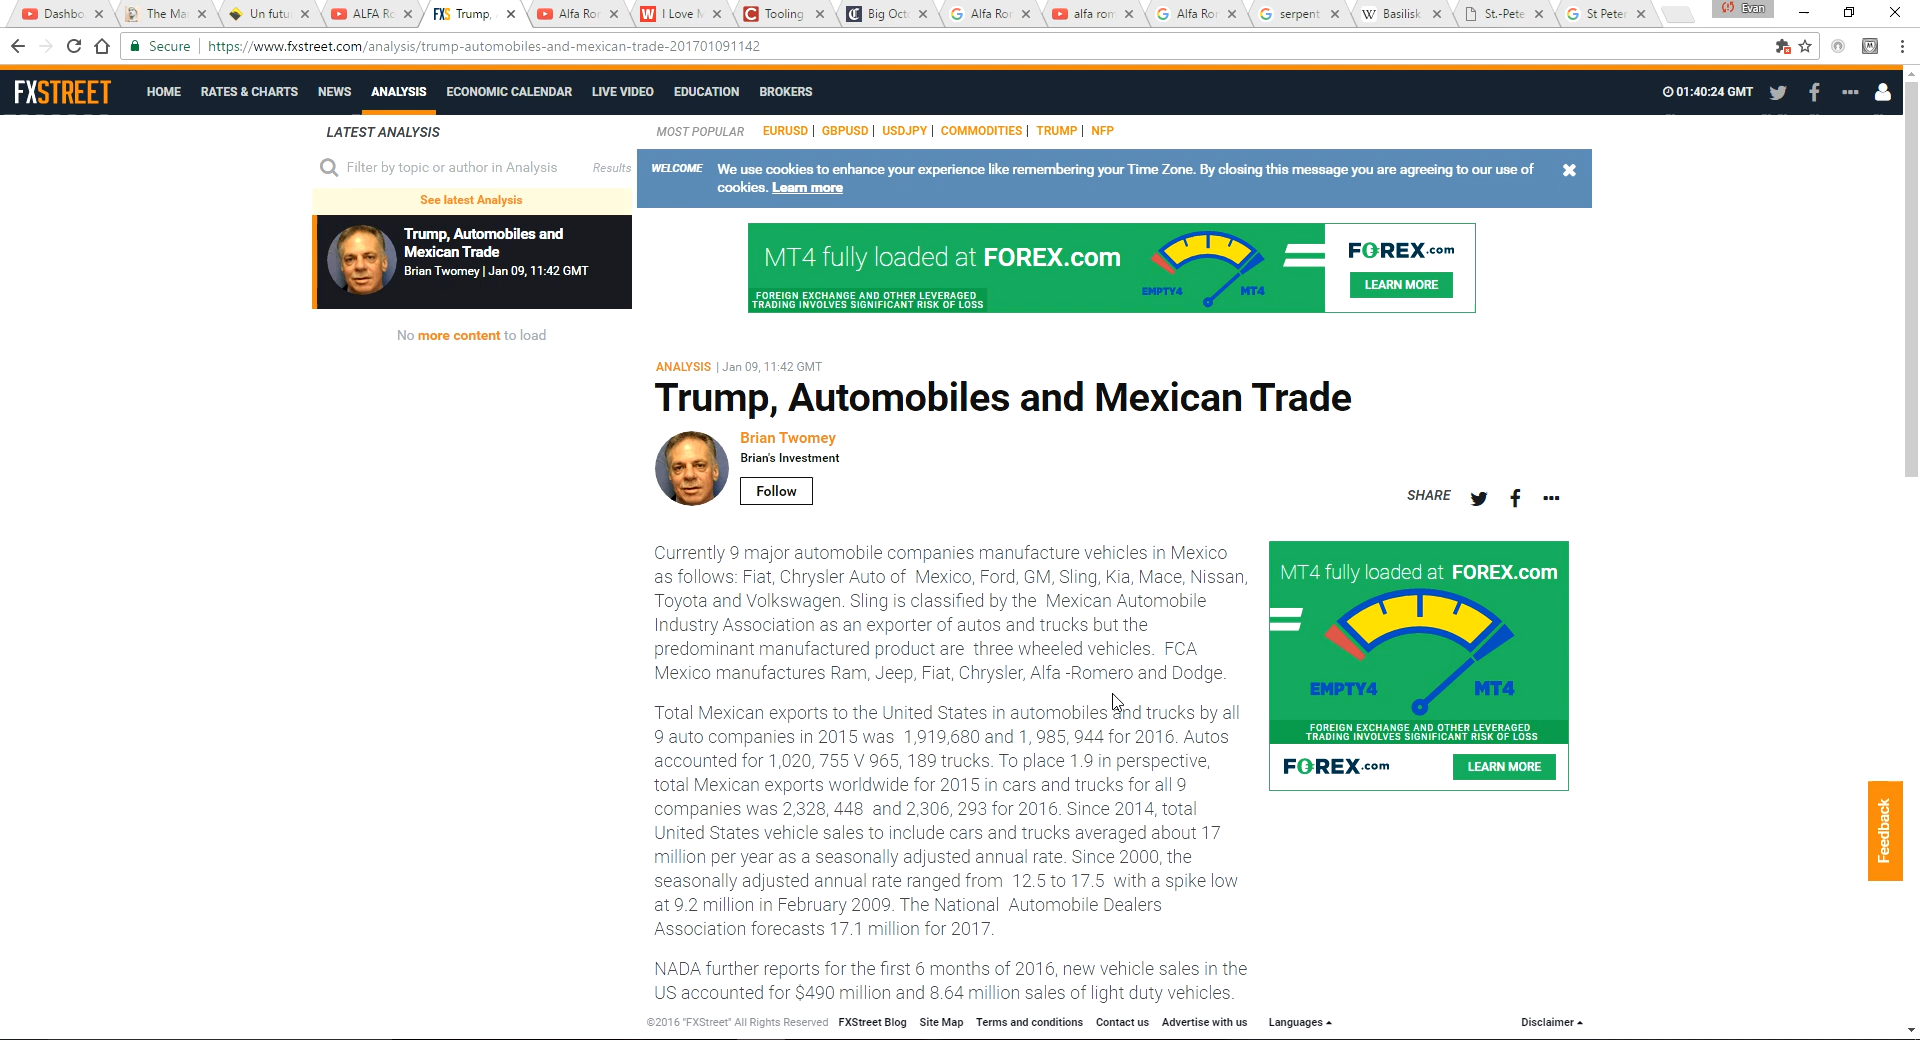 Dashbo
The Ma
Un futu
ALFA Ro
Trump,
Alfa Ror
I Love M
Tooling
Big Oct
Alfa Ror
alfa rom
Alfa Ror
serpent
Basilisk
St.-Pete
St Peter
Evan
Secure
https://www.fxstreet.com/analysis/trump-automobiles-and-mexican-trade-201701091142
FXSTREET
HOME
RATES & CHARTS
NEWS
ANALYSIS
ECONOMIC CALENDAR
LIVE VIDEO
EDUCATION
BROKERS
01:40:24 GMT
LATEST ANALYSIS
MOST POPULAR
EURUSD | GBPUSD | USDJPY | COMMODITIES | TRUMP | NFP
Filter by topic or author in Analysis
Results
See latest Analysis
Trump, Automobiles and
Mexican Trade
Brian Twomey | Jan 09, 11:42 GMT
No more content to load
WELCOME
We use cookies to enhance your experience like remembering your Time Zone. By closing this message you are agreeing to our use of
cookies. Learn more
MT4 fully loaded at FOREX.com
FOREIGN EXCHANGE AND OTHER LEVERAGED
TRADING INVOLVES SIGNIFICANT RISK OF LOSS
EMPTY4
MT4
FOREX.com
LEARN MORE
ANALYSIS | Jan 09, 11:42 GMT
Trump, Automobiles and Mexican Trade
Brian Twomey
Brian's Investment
Follow
SHARE
Currently 9 major automobile companies manufacture vehicles in Mexico
as follows: Fiat, Chrysler Auto of Mexico, Ford, GM, Sling, Kia, Mace, Nissan,
Toyota and Volkswagen. Sling is classified by the Mexican Automobile
Industry Association as an exporter of autos and trucks but the
predominant manufactured product are three wheeled vehicles. FCA
Mexico manufactures Ram, Jeep, Fiat, Chrysler, Alfa -Romero and Dodge.
Total Mexican exports to the United States in automobiles and trucks by all
9 auto companies in 2015 was 1,919,680 and 1, 985, 944 for 2016. Autos
accounted for 1,020, 755 V 965, 189 trucks. To place 1.9 in perspective,
total Mexican exports worldwide for 2015 in cars and trucks for all 9
companies was 2,328, 448 and 2,306, 293 for 2016. Since 2014, total
United States vehicle sales to include cars and trucks averaged about 17
million per year as a seasonally adjusted annual rate. Since 2000, the
seasonally adjusted annual rate ranged from 12.5 to 17.5 with a spike low
at 9.2 million in February 2009. The National Automobile Dealers
Association forecasts 17.1 million for 2017.
NADA further reports for the first 6 months of 2016, new vehicle sales in the
US accounted for $490 million and 8.64 million sales of light duty vehicles.
MT4 fully loaded at FOREX.com
EMPTY4
MT4
FOREIGN EXCHANGE AND OTHER LEVERAGED
TRADING INVOLVES SIGNIFICANT RISK OF LOSS
FOREX.com
LEARN MORE
Feedback
©2016 "FXStreet" All Rights Reserved
FXStreet Blog
Site Map
Terms and conditions
Contact us
Advertise with us
Languages
Disclaimer